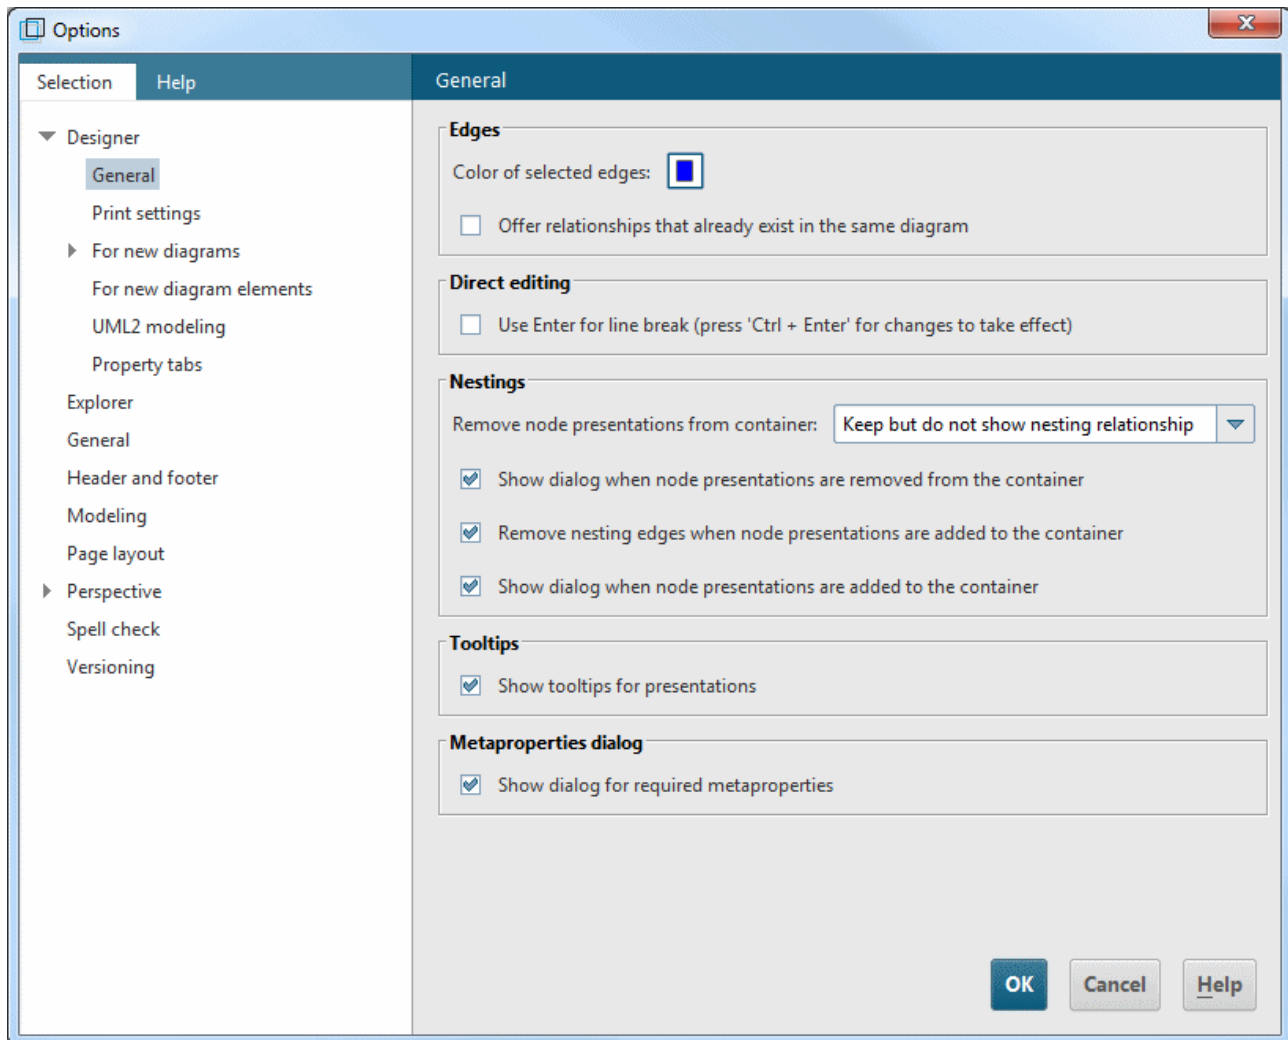 Options
Selection
Help
General
Designer
General
Print settings
For new diagrams
For new diagram elements
UML2 modeling
Property tabs
Explorer
General
Header and footer
Modeling
Page layout
Perspective
Spell check
Versioning
Edges
Color of selected edges:
Offer relationships that already exist in the same diagram
Direct editing
Use Enter for line break (press 'Ctrl + Enter' for changes to take effect)
Nestings
Remove node presentations from container: Keep but do not show nesting relationship
Show dialog when node presentations are removed from the container
Remove nesting edges when node presentations are added to the container
Show dialog when node presentations are added to the container
Tooltips
Show tooltips for presentations
Metaproperties dialog
Show dialog for required metaproperties
OK
Cancel
Help